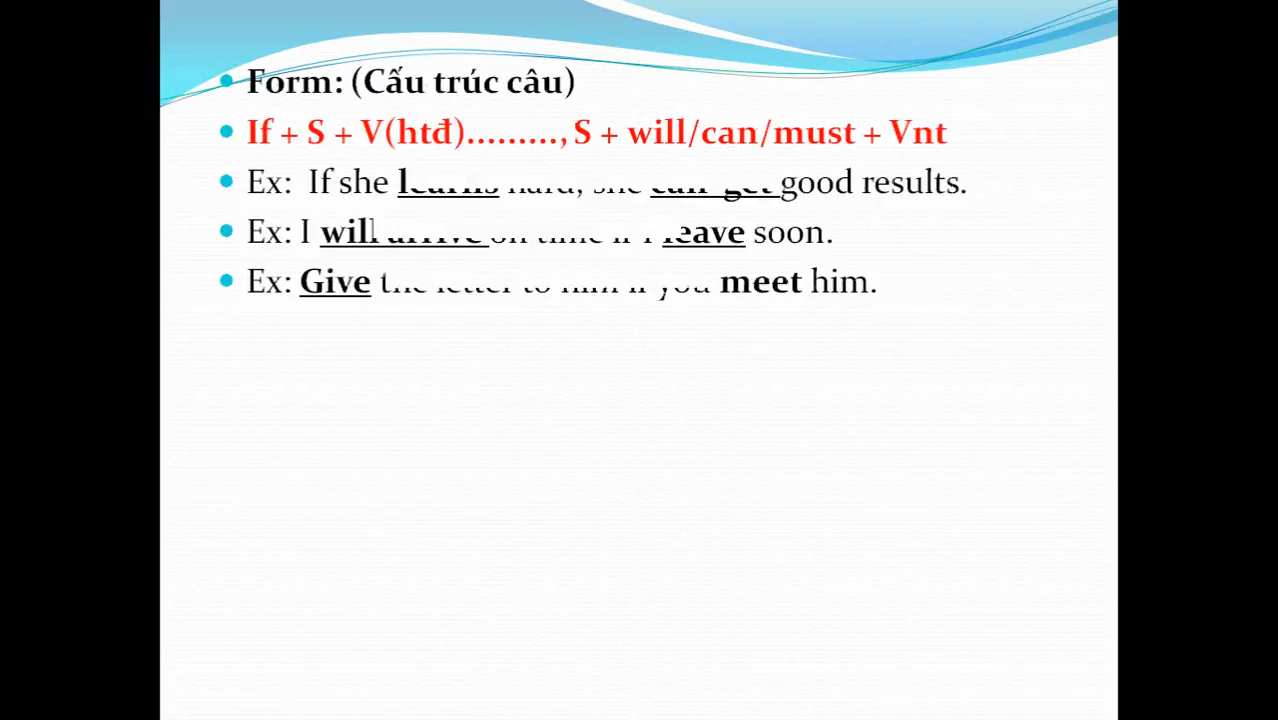 Form: (Cấu trúc câu)
If + S + V(htđ)………, S + will/can/must + Vnt
Ex: If she learns hard, she can get good results.
Ex: I will arrive on time if I leave soon.
Ex: Give the letter to him if you meet him.